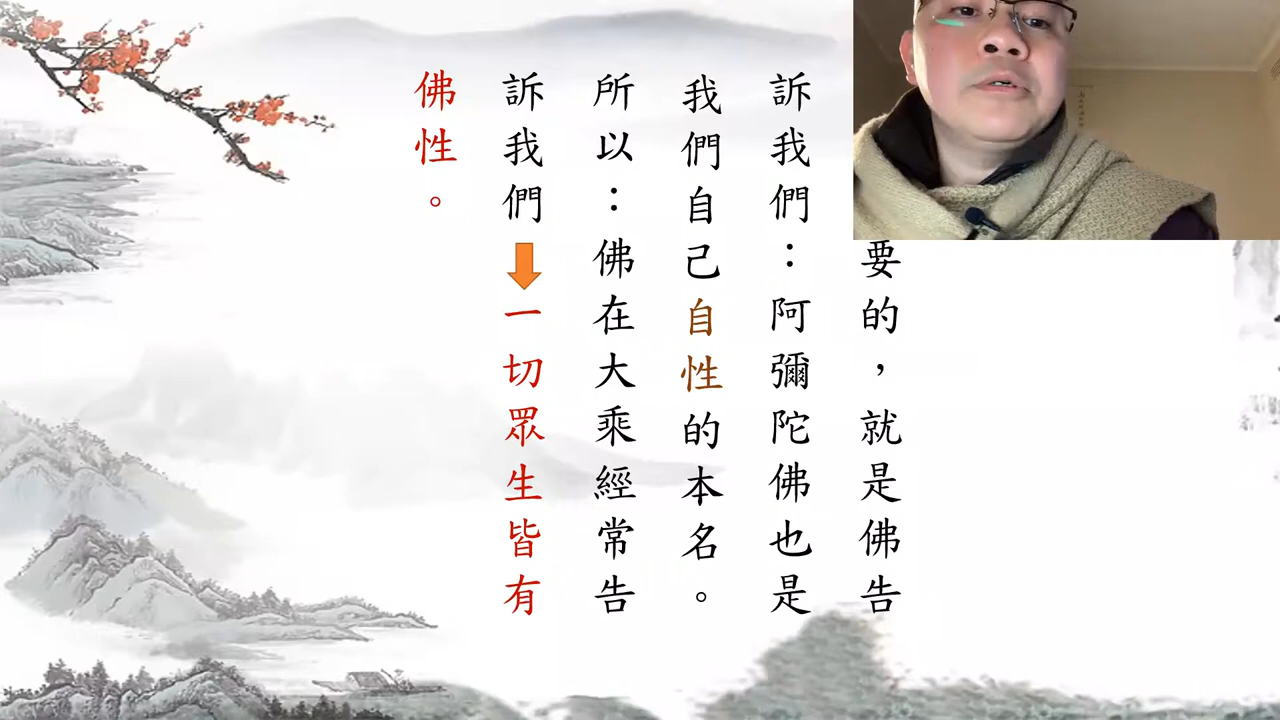 要的，就是佛告
訴我們：阿彌陀佛也是
我們自己自性的本名。
所以：佛在大乘經常告
訴我們一切眾生皆有
佛性。